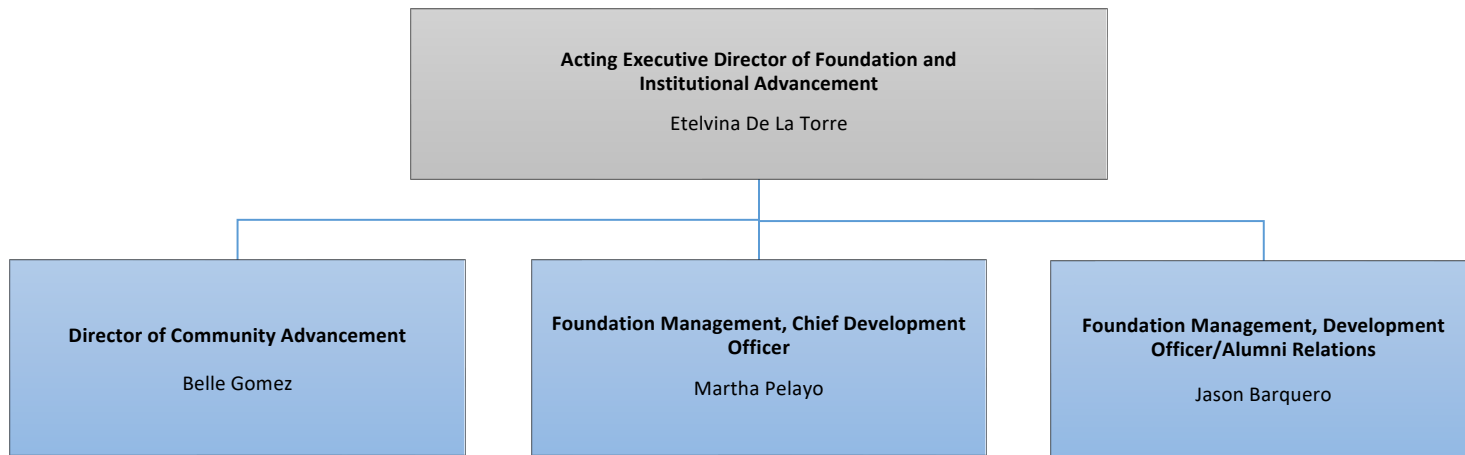 Acting Executive Director of Foundation and
Institutional Advancement
Etelvina De La Torre
Director of Community Advancement
Belle Gomez
Foundation Management, Chief Development
Officer
Martha Pelayo
Foundation Management, Development
Officer/Alumni Relations
Jason Barquero